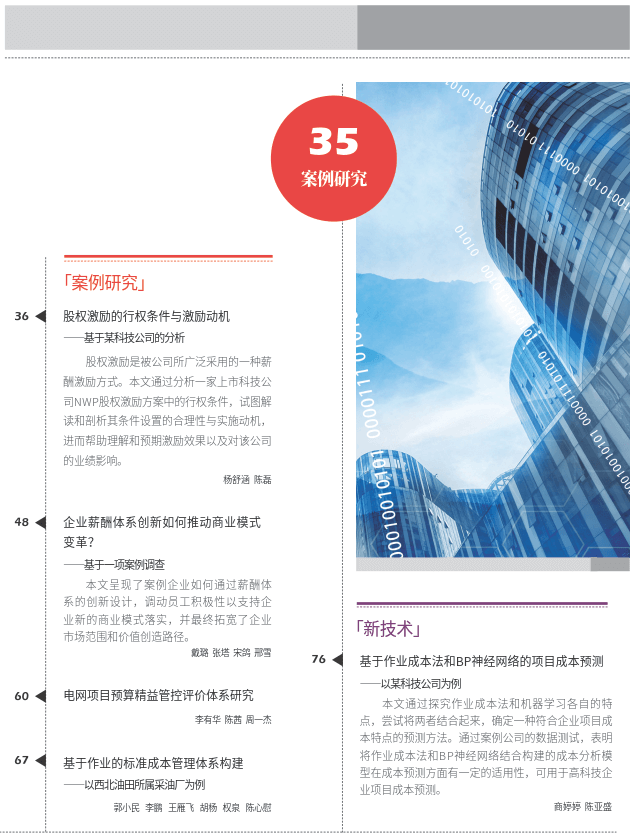 35
案例研究
「案例研究」
36
股权激励的行权条件与激励动机
——基于某科技公司的分析
股权激励是被公司所广泛采用的一种薪
酬激励方式。本文通过分析一家上市科技公
司NWP股权激励方案中的行权条件，试图解
读和剖析其条件设置的合理性与实施动机，
进而帮助理解和预期激励效果以及对该公司
的业绩影响。
杨舒涵 陈磊
48
企业薪酬体系创新如何推动商业模式
变革？
——基于一项案例调查
本文呈现了案例企业如何通过薪酬体
系的创新设计，调动员工积极性以支持企
业新的商业模式落实，并最终拓宽了企业
市场范围和价值创造路径。
戴璐 张塔 宋鸽 邢雪
60
电网项目预算精益管控评价体系研究
李有华 陈茜 周一杰
67
基于作业的标准成本管理体系构建
——以西北油田所属采油厂为例
郭小民 李鹏 王雁飞 胡杨 权泉 陈心慰
「新技术」
76
基于作业成本法和BP神经网络的项目成本预测
——以某科技公司为例
本文通过探究作业成本法和机器学习各自的特
点，尝试将两者结合起来，确定一种符合企业项目成
本特点的预测方法。通过案例公司的数据测试，表明
将作业成本法和BP神经网络结合构建的成本分析模
型在成本预测方面有一定的适用性，可用于高科技企
业项目成本预测。
商婷婷 陈亚盛